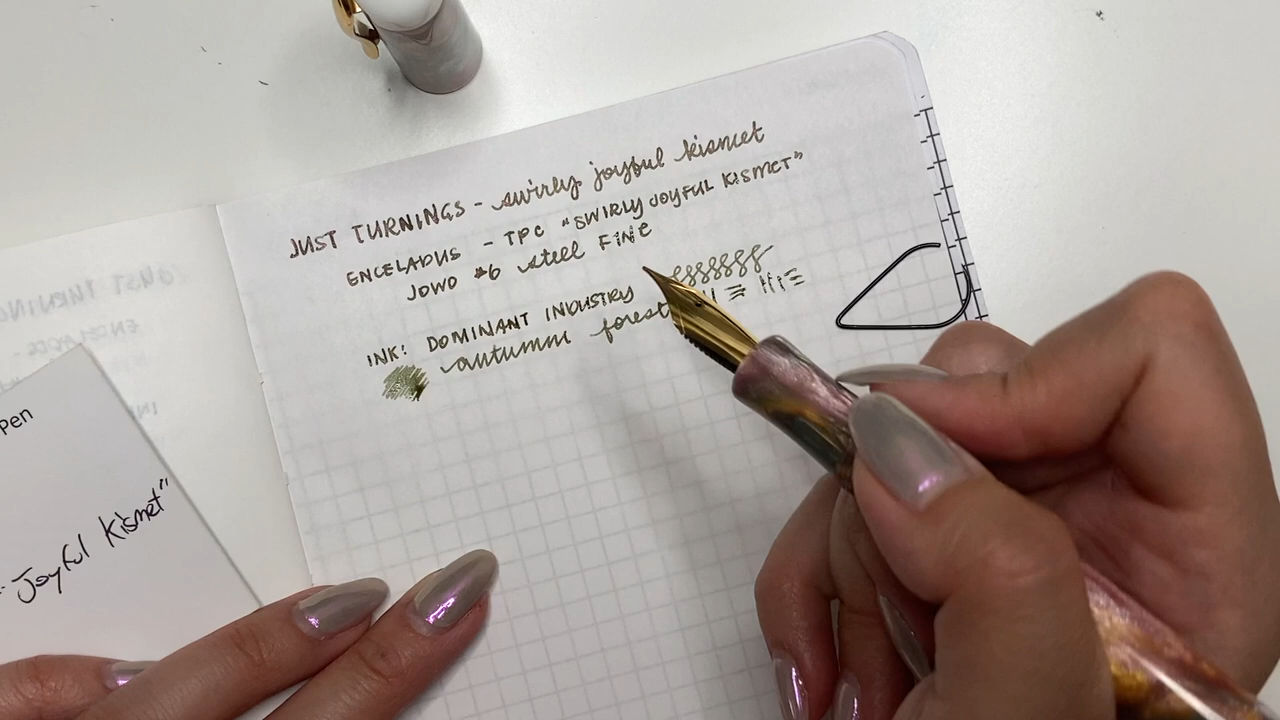 JUST TURNINGS - swirly joyful kismet
ENCELADUS - TPC "SWIRLY JOYFUL KISMET"
JOWO #6 steel FINE
INK: DOMINANT INDUSTRY
autumn forest
Pen
Joyful Kismet"